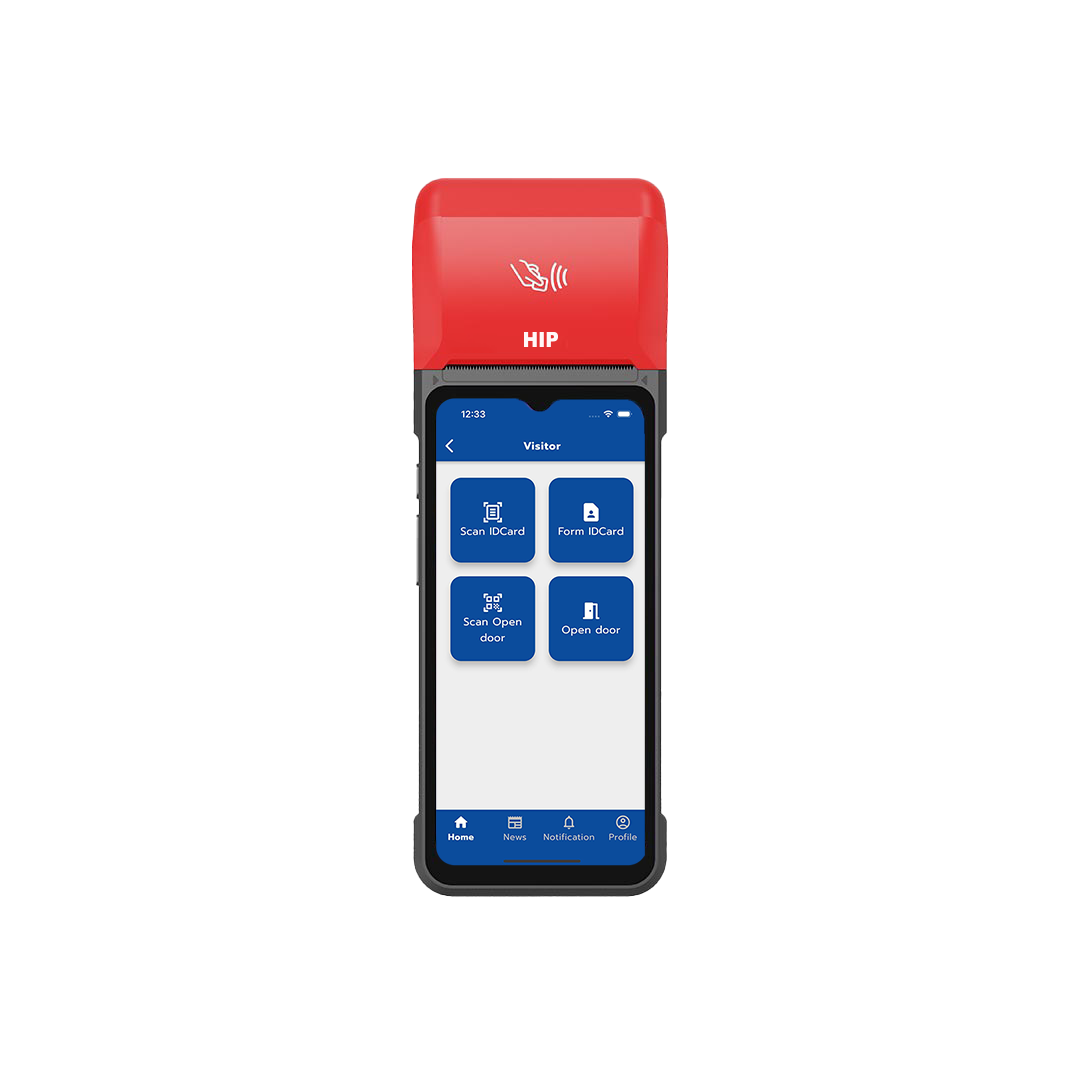 HIP
12:33
Visitor
Scan IDCard
Form IDCard
Scan Open
door
Open door
Home
News
Notification
Profile